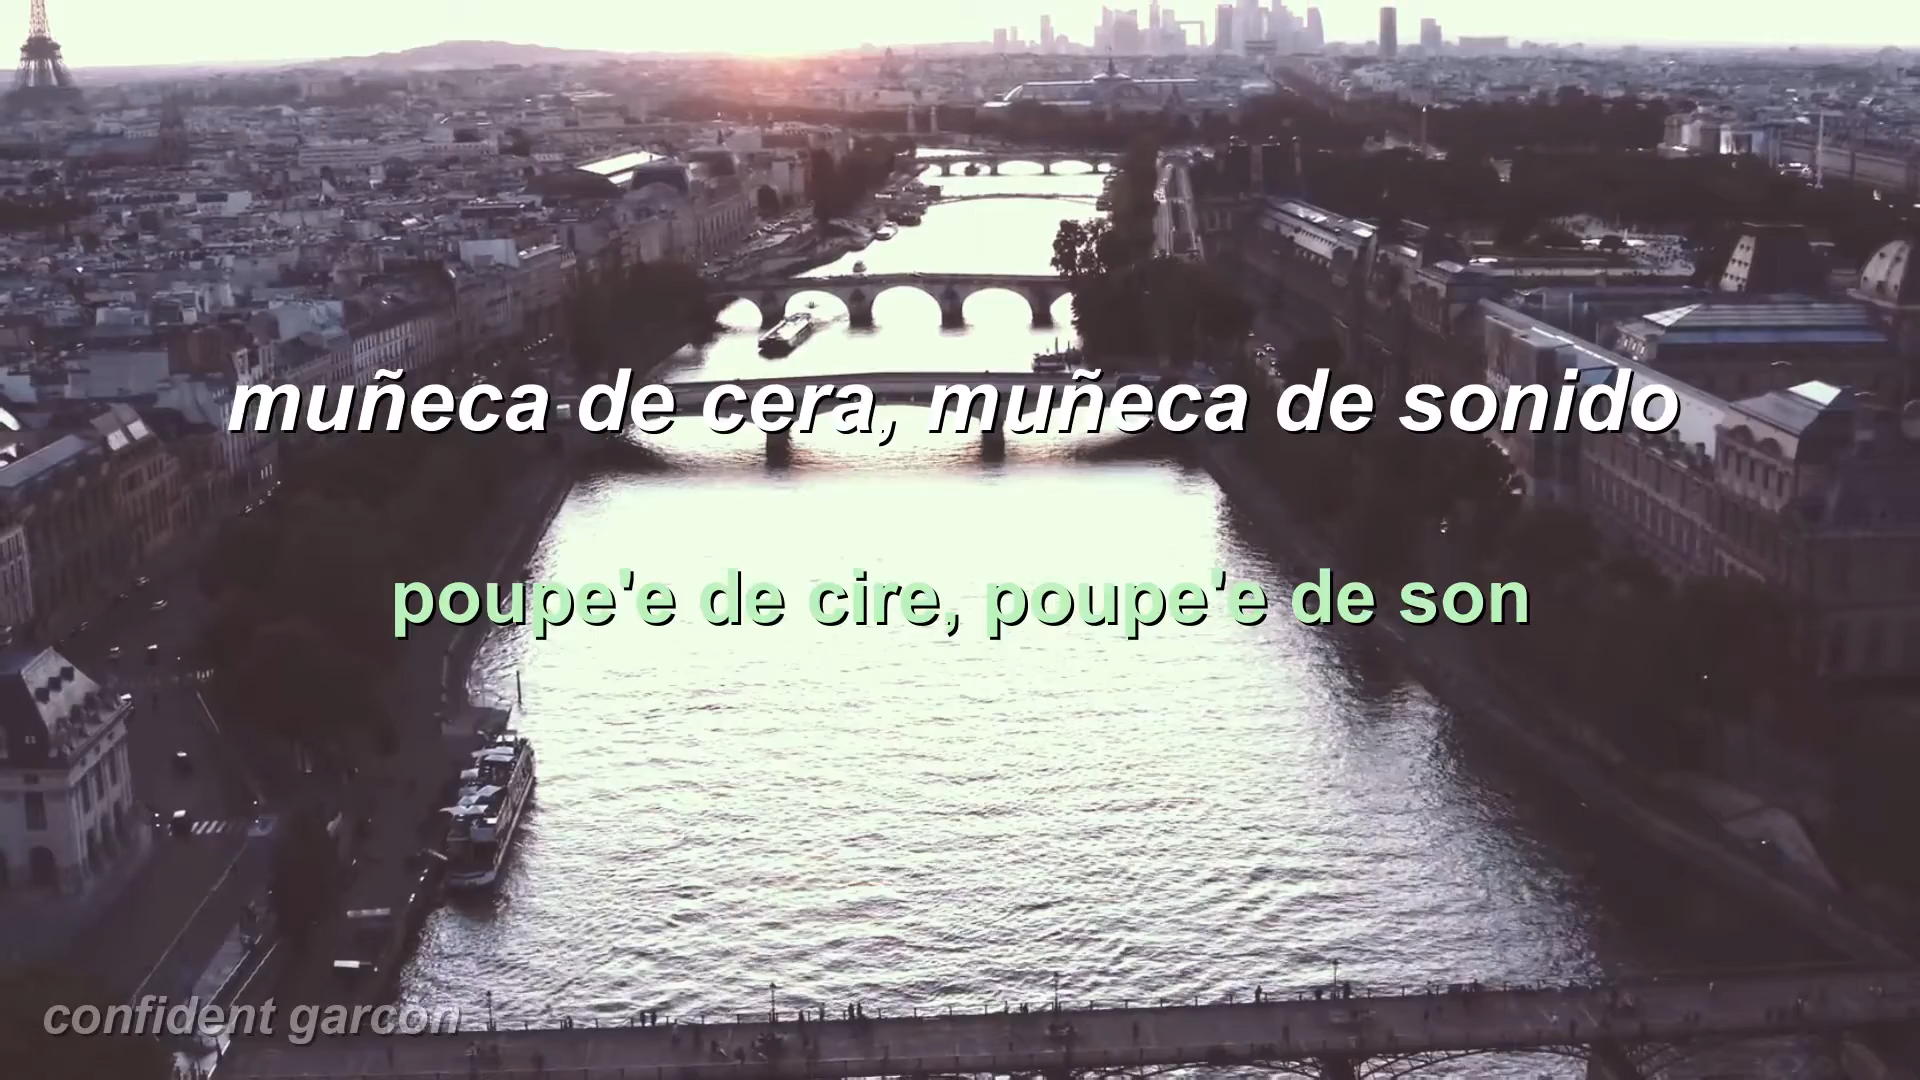 muñeca de cera, muñeca de sonido
poupe'e de cire, poupe'e de son
confident garcon